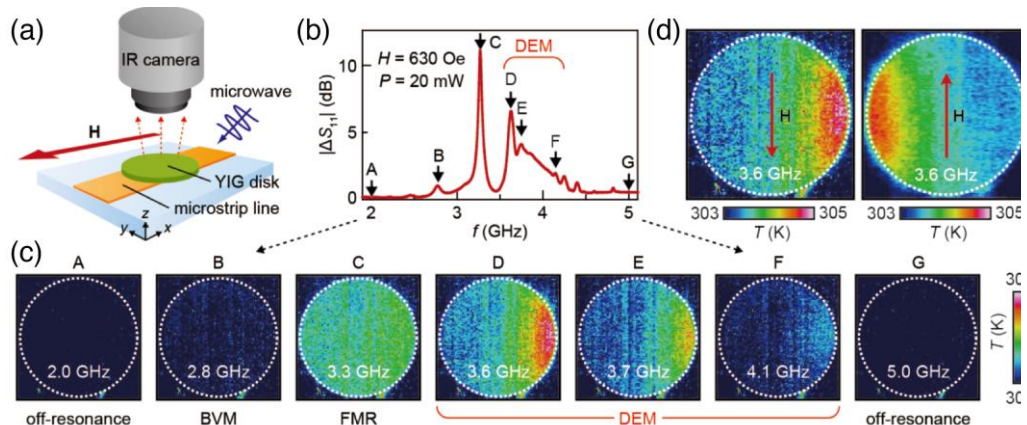 (a)
IR camera
microwave
H
YIG disk
microstrip line
z
y
x
(b)
H = 630 Oe
P = 20 mW
DEM
A
B
C
D
E
F
G
|ΔS11| (dB)
10
5
0
2
3
4
5
f (GHz)
(d)
H
3.6 GHz
303
305
T (K)
H
3.6 GHz
303
305
T (K)
(c)
A
B
C
D
E
F
G
2.0 GHz
2.8 GHz
3.3 GHz
3.6 GHz
3.7 GHz
4.1 GHz
5.0 GHz
off-resonance
BVM
FMR
DEM
off-resonance
T (K)